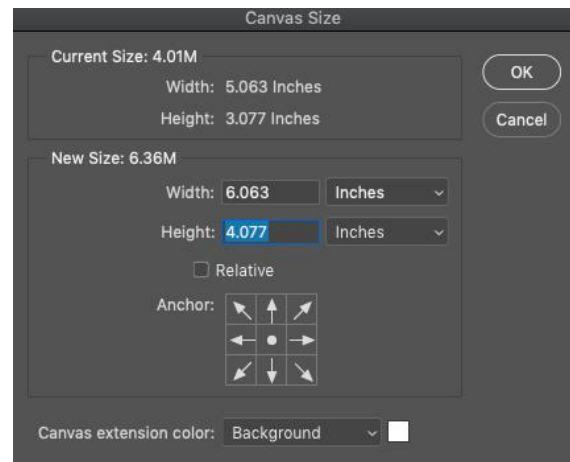 Canvas Size
Current Size: 4.01M
OK
Width: 5.063 Inches
Height: 3.077 Inches
Cancel
New Size: 6.36M
Width: 6.063 Inches
Height: 4.077 Inches
Relative
Anchor:
Canvas extension color: Background